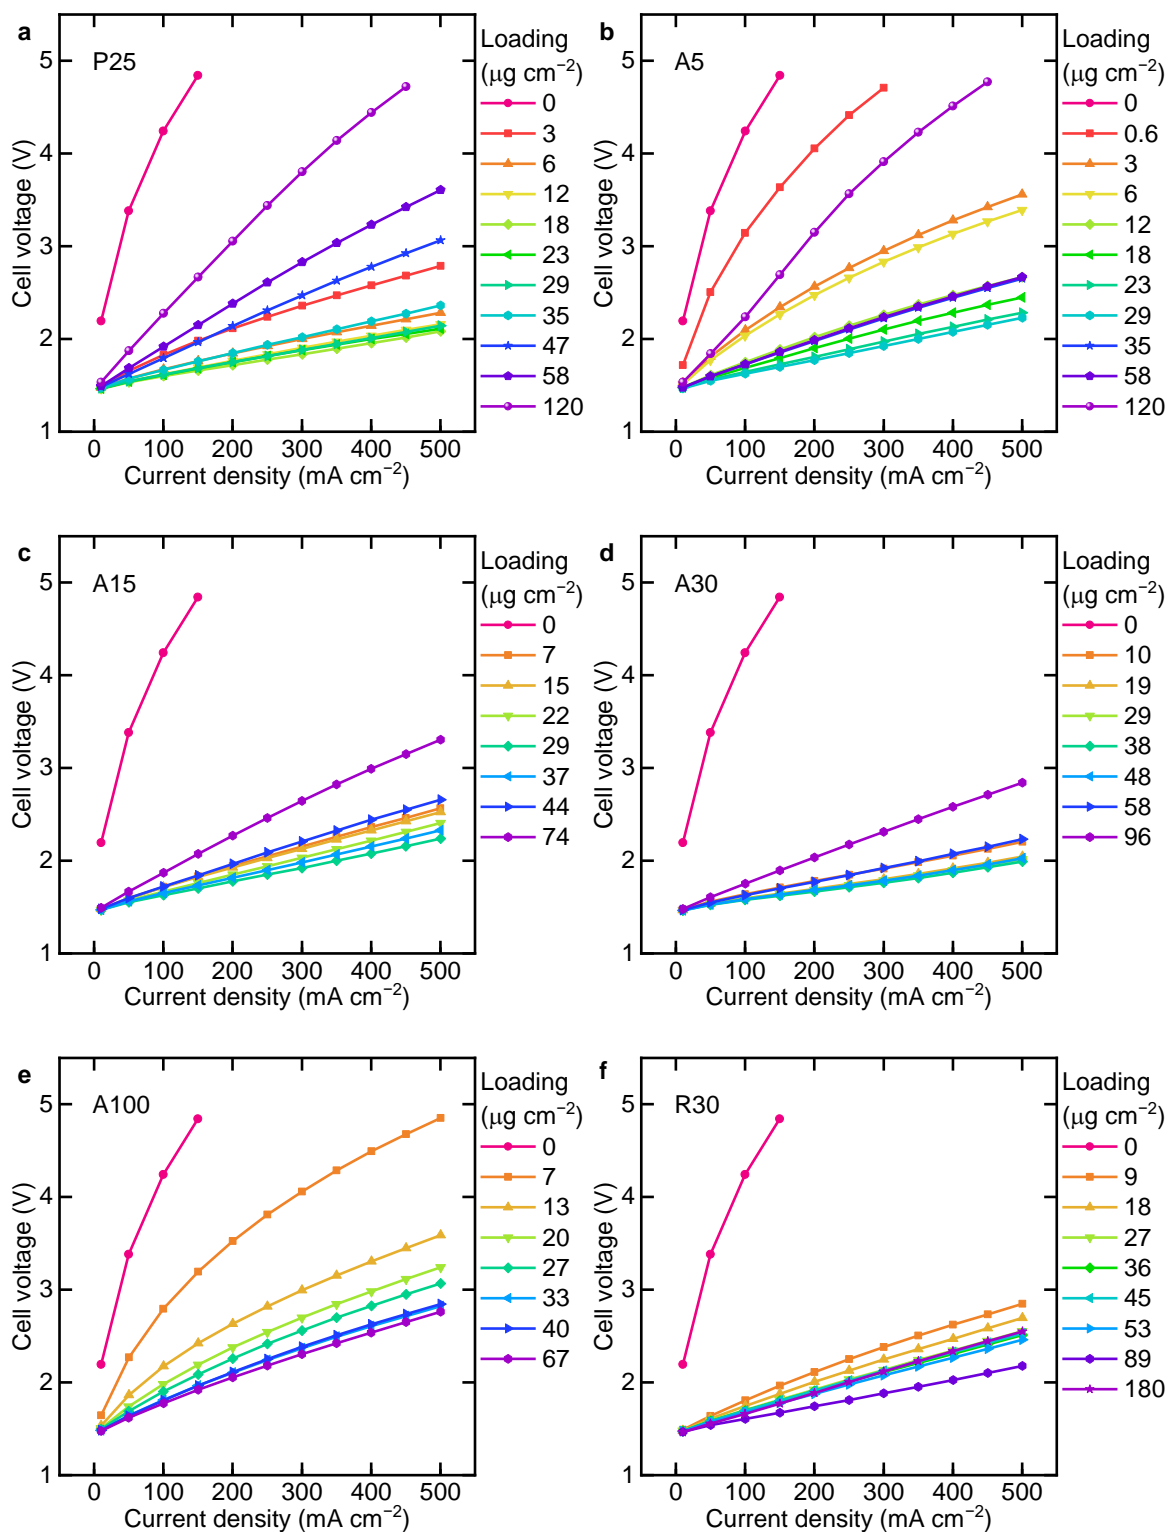 a
P25
Loading
(μg cm⁻²)
0
3
6
12
18
23
29
35
47
58
120
5
4
3
2
1
Cell voltage (V)
0 100 200 300 400 500
Current density (mA cm⁻²)
b
A5
Loading
(μg cm⁻²)
0
0.6
3
6
12
18
23
29
35
58
120
5
4
3
2
1
Cell voltage (V)
0 100 200 300 400 500
Current density (mA cm⁻²)
c
A15
Loading
(μg cm⁻²)
0
7
15
22
29
37
44
74
5
4
3
2
1
Cell voltage (V)
0 100 200 300 400 500
Current density (mA cm⁻²)
d
A30
Loading
(μg cm⁻²)
0
10
19
29
38
48
58
96
5
4
3
2
1
Cell voltage (V)
0 100 200 300 400 500
Current density (mA cm⁻²)
e
A100
Loading
(μg cm⁻²)
0
7
13
20
27
33
40
67
5
4
3
2
1
Cell voltage (V)
0 100 200 300 400 500
Current density (mA cm⁻²)
f
R30
Loading
(μg cm⁻²)
0
9
18
27
36
45
53
89
180
5
4
3
2
1
Cell voltage (V)
0 100 200 300 400 500
Current density (mA cm⁻²)